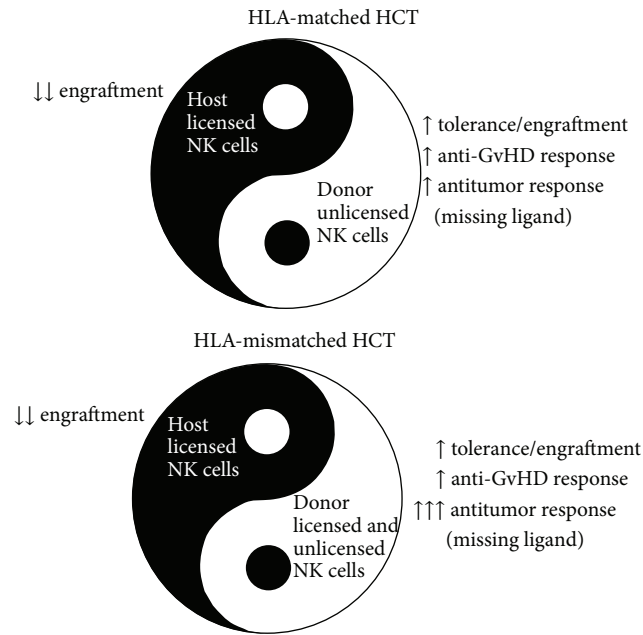 HLA-matched HCT
↓↓ engraftment
Host
licensed
NK cells
↑ tolerance/engraftment
↑ anti-GvHD response
↑ antitumor response
(missing ligand)
Donor
unlicensed
NK cells
HLA-mismatched HCT
↓↓ engraftment
Host
licensed
NK cells
↑ tolerance/engraftment
↑ anti-GvHD response
↑↑↑ antitumor response
(missing ligand)
Donor
licensed and
unlicensed
NK cells